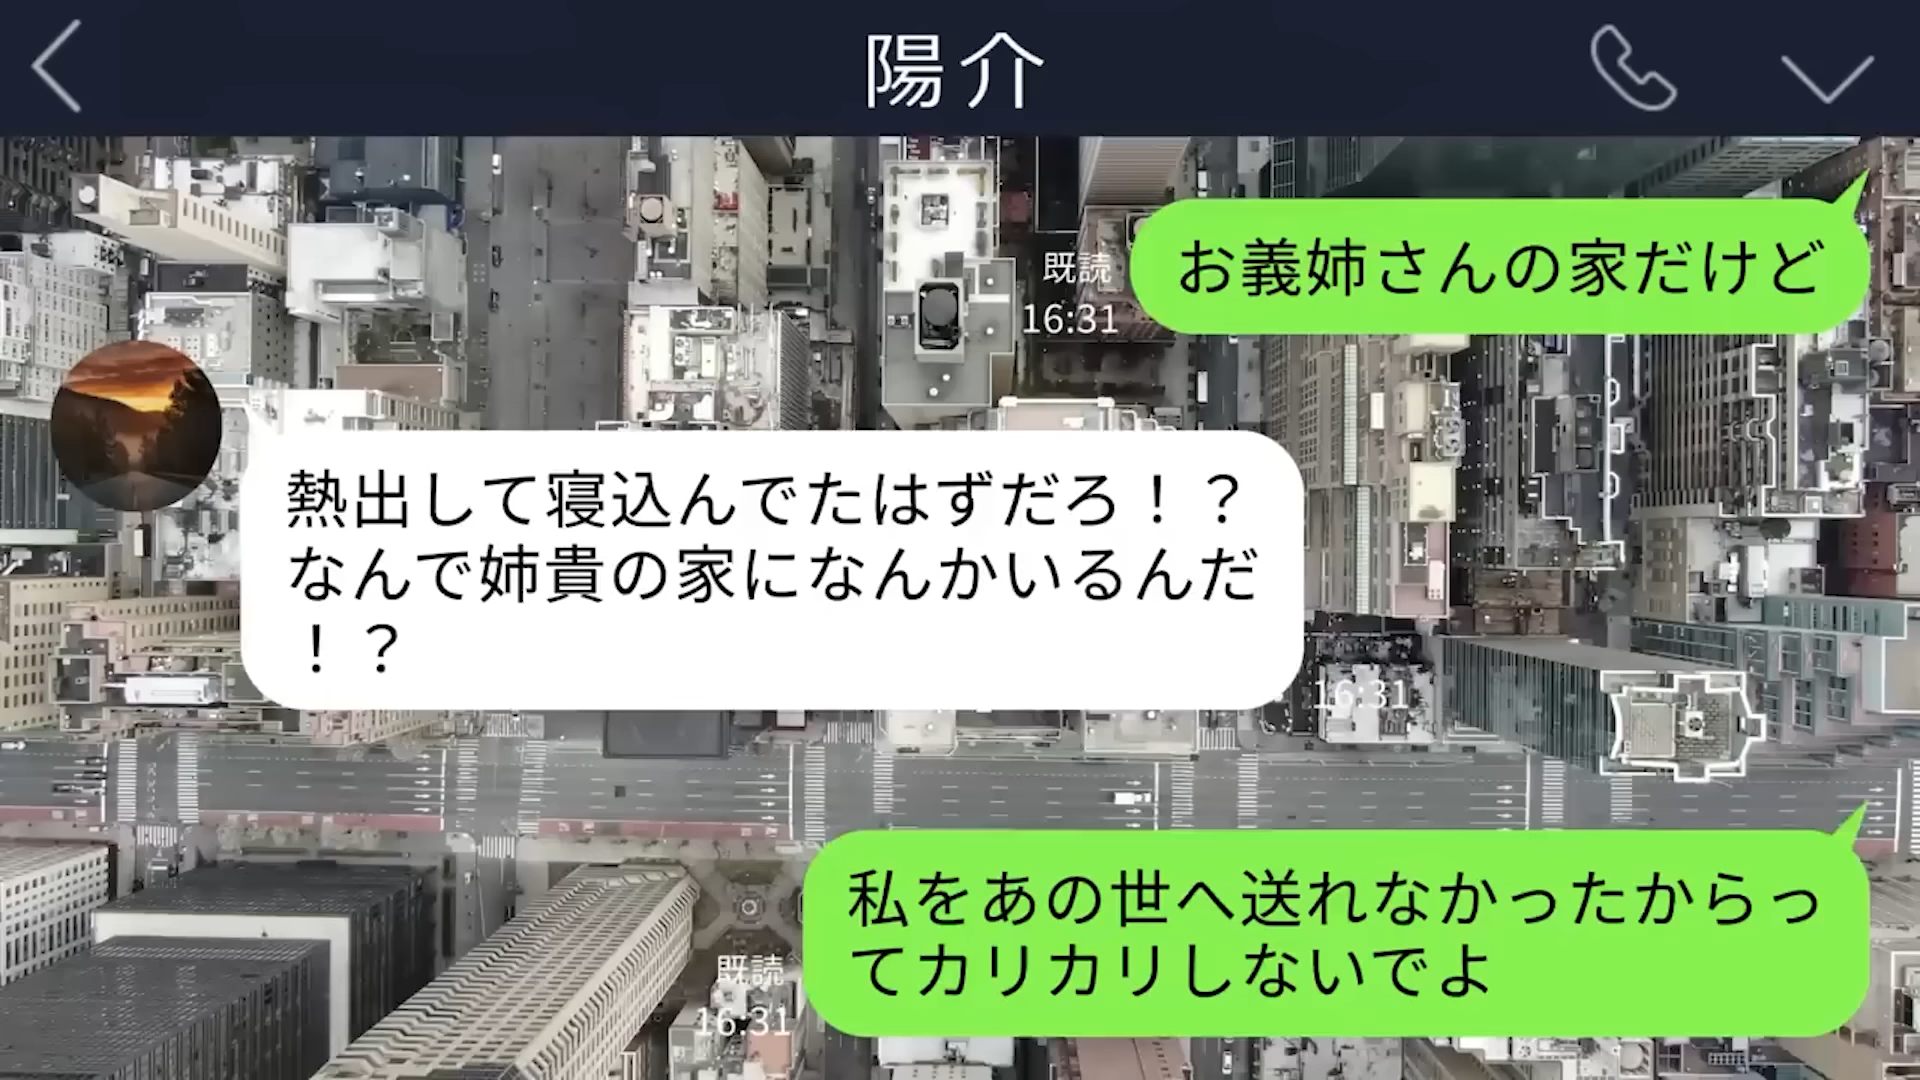 陽介
お義姉さんの家だけど
既読
16:31
熱出して寝込んでたはずだろ！？
なんで姉貴の家になんかいるんだ
！？
16:31
私をあの世へ送れなかったからっ
てカリカリしないでよ
既読
16:31